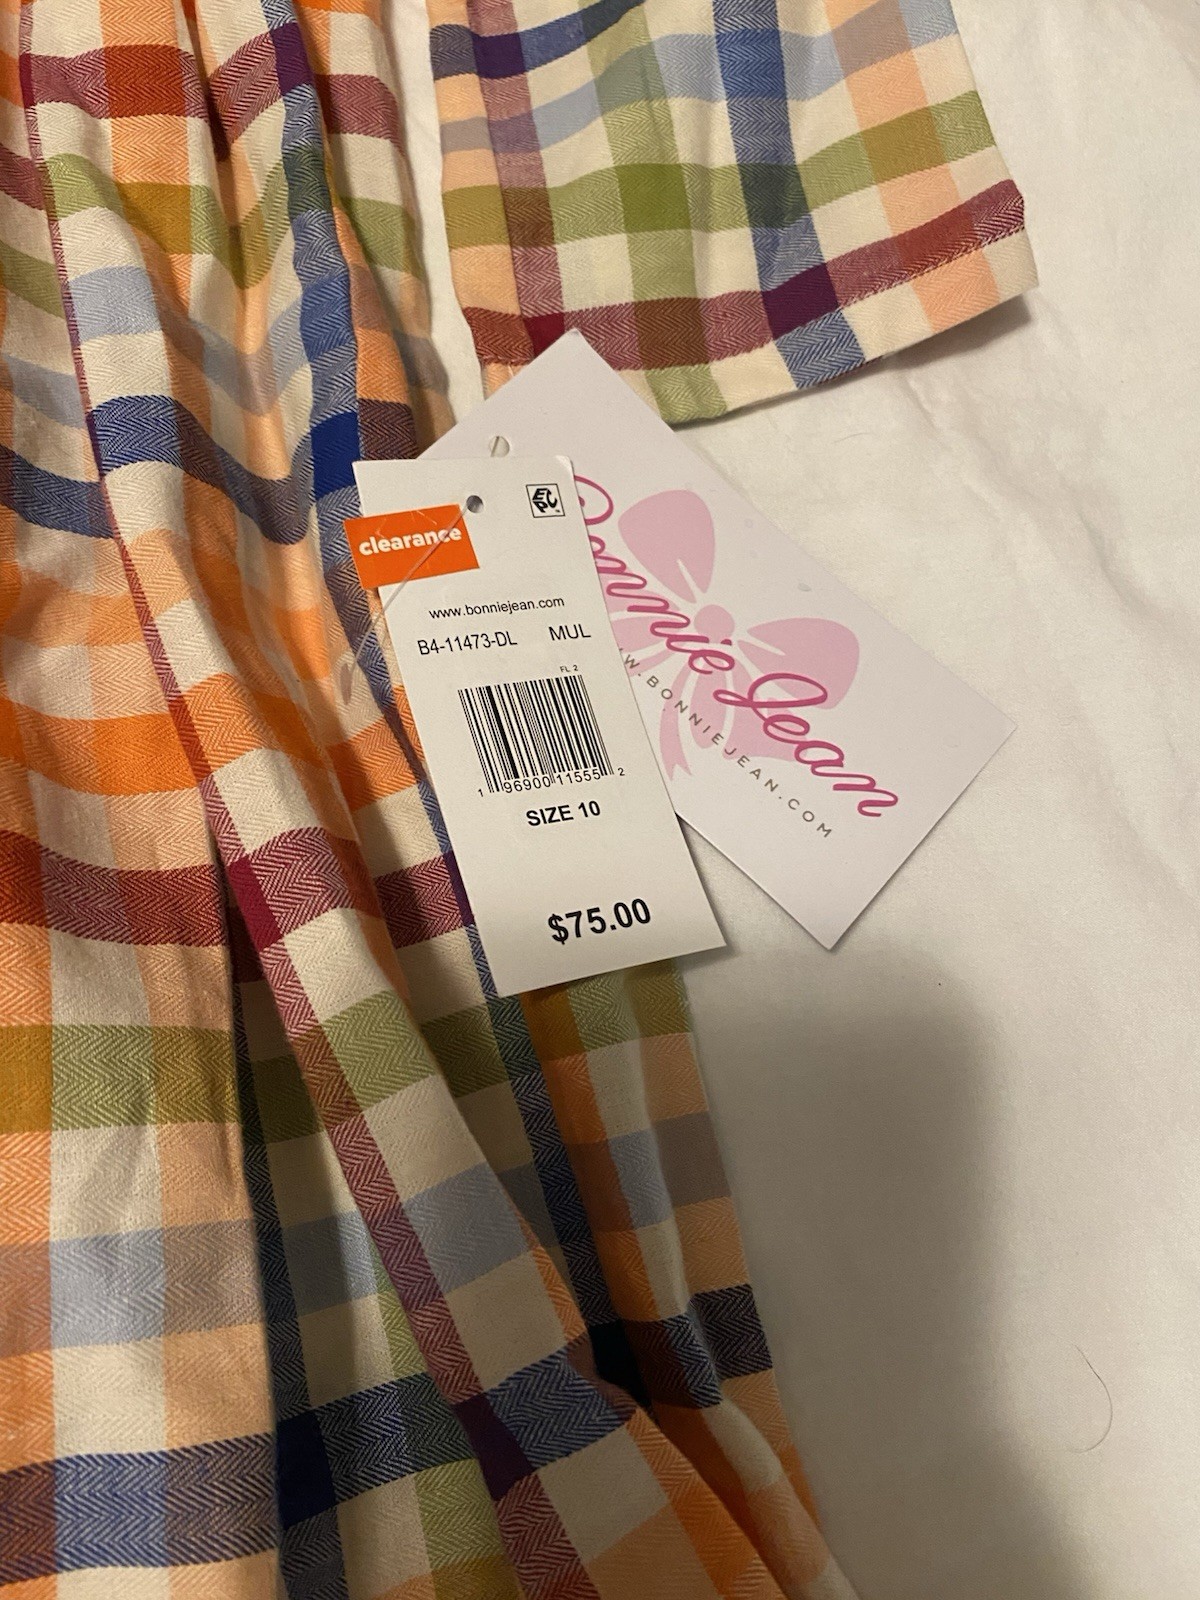 clearance
EPC
www.bonniejean.com
B4-11473-DL MUL
FL 2
1 96900 11555 2
SIZE 10
$75.00
Bonnie Jean
W.BONNIEJEAN.COM